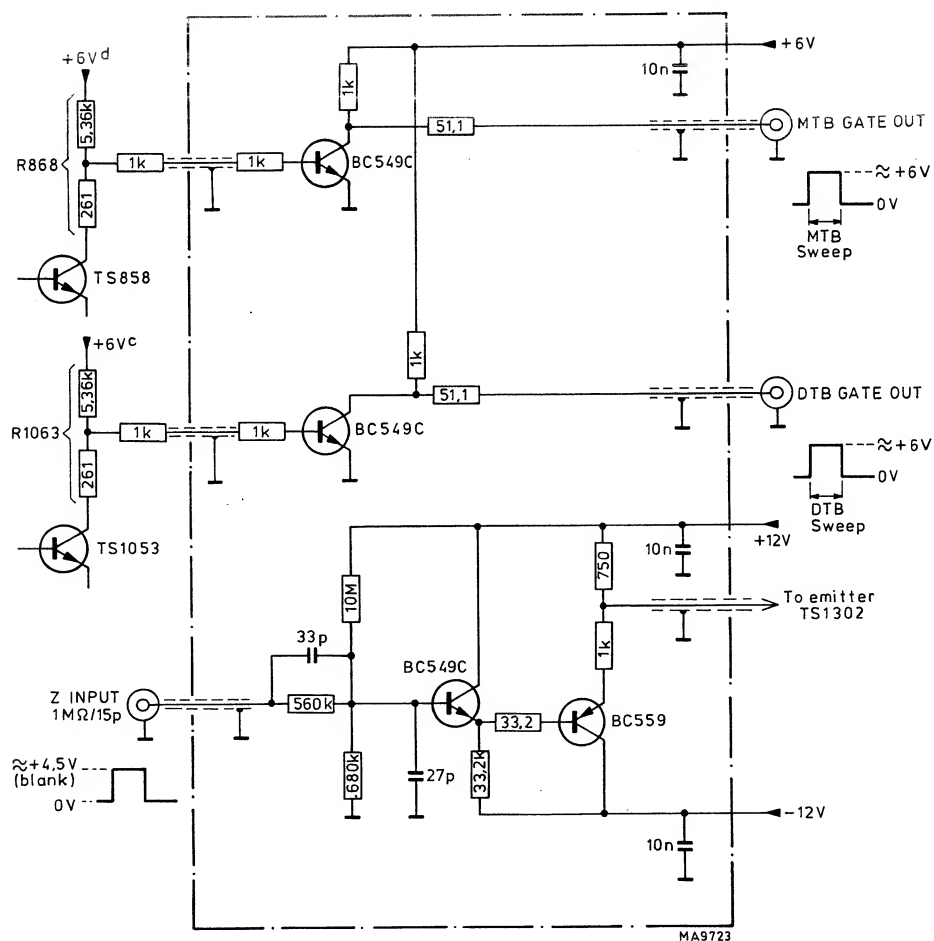 +6Vd
5,36k
R868
1k
261
TS858
1k
1k
BC549C
51,1
10n
+6V
MTB GATE OUT
≈+6V
0V
MTB
Sweep
+6Vc
5,36k
R1063
1k
261
TS1053
1k
1k
BC549C
51,1
DTB GATE OUT
≈+6V
0V
DTB
Sweep
10M
33p
Z INPUT
1MΩ/15p
560k
≈+4,5V
(blank)
0V
680k
27p
BC549C
33,2
33,2k
BC559
750
1k
10n
+12V
To emitter
TS1302
10n
-12V
MA9723